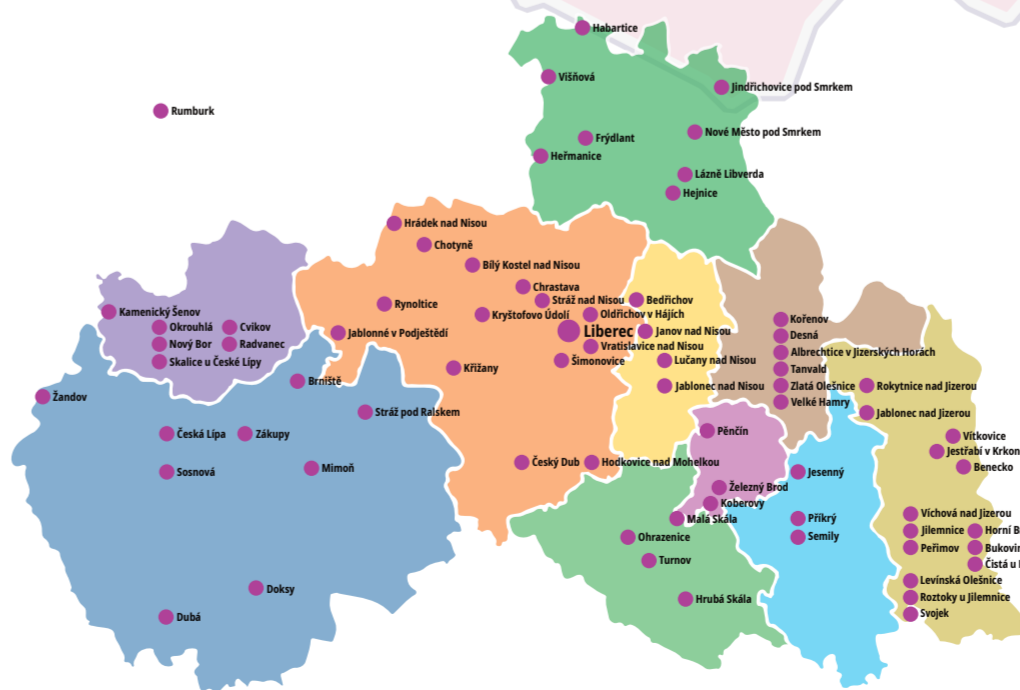 Habartice
Višňová
Jindřichovice pod Smrkem
Rumburk
Nové Město pod Smrkem
Frýdlant
Heřmanice
Lázně Libverda
Hejnice
Hrádek nad Nisou
Chotyně
Bílý Kostel nad Nisou
Chrastava
Stráž nad Nisou
Bedřichov
Rynoltice
Kamenický Šenov
Kryštofovo Údolí
Oldřichov v Hájích
Kořenov
Okrouhlá
Cvikov
Jablonné v Podještědí
Liberec
Janov nad Nisou
Desná
Nový Bor
Radvanec
Vratislavice nad Nisou
Albrechtice v Jizerských Horách
Skalice u České Lípy
Šimonovice
Lučany nad Nisou
Křižany
Tanvald
Brniště
Jablonec nad Nisou
Zlatá Olešnice
Rokytnice nad Jizerou
Žandov
Velké Hamry
Stráž pod Ralskem
Jablonec nad Jizerou
Česká Lípa
Zákupy
Pěnčín
Vítkovice
Jestřabí v Krkon
Český Dub
Hodkovice nad Mohelkou
Benecko
Sosnová
Mimoň
Jesenný
Železný Brod
Koberovy
Malá Skála
Příkrý
Víchová nad Jizerou
Ohrazenice
Semily
Jilemnice
Horní B
Peřimov
Bukovin
Turnov
Čistá u
Doksy
Levínská Olešnice
Hrubá Skála
Roztoky u Jilemnice
Dubá
Svojek